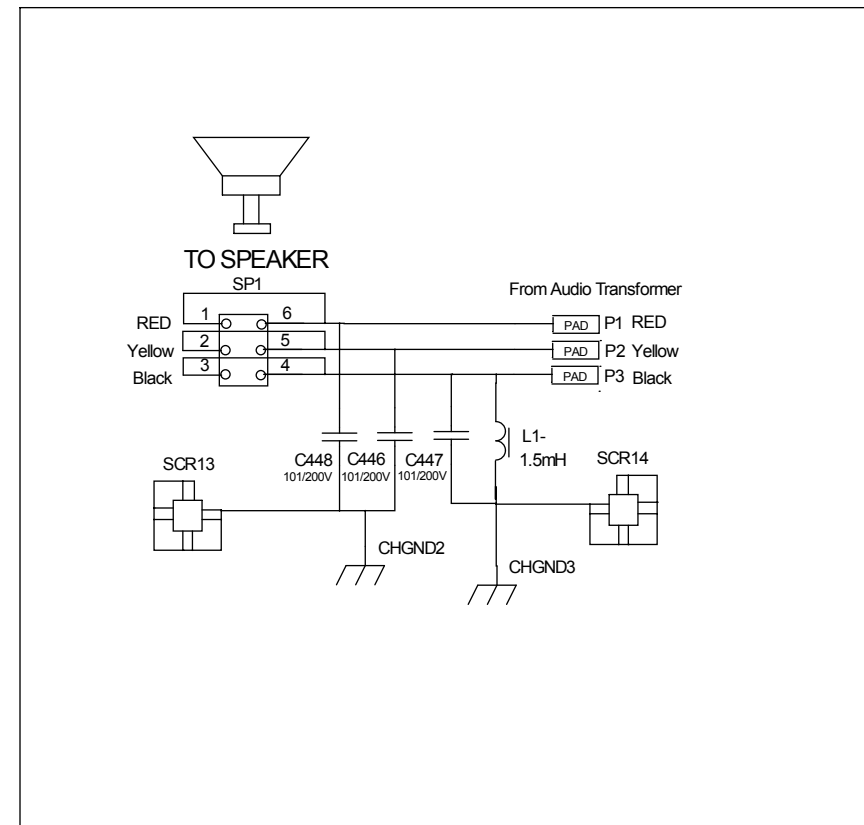 TO SPEAKER
SP1
From Audio Transformer
RED 1 6 PAD P1 RED
Yellow 2 5 PAD P2 Yellow
Black 3 4 PAD P3 Black
L1-
1.5mH
C448 C446 C447
101/200V 101/200V 101/200V
SCR13
SCR14
CHGND2
CHGND3